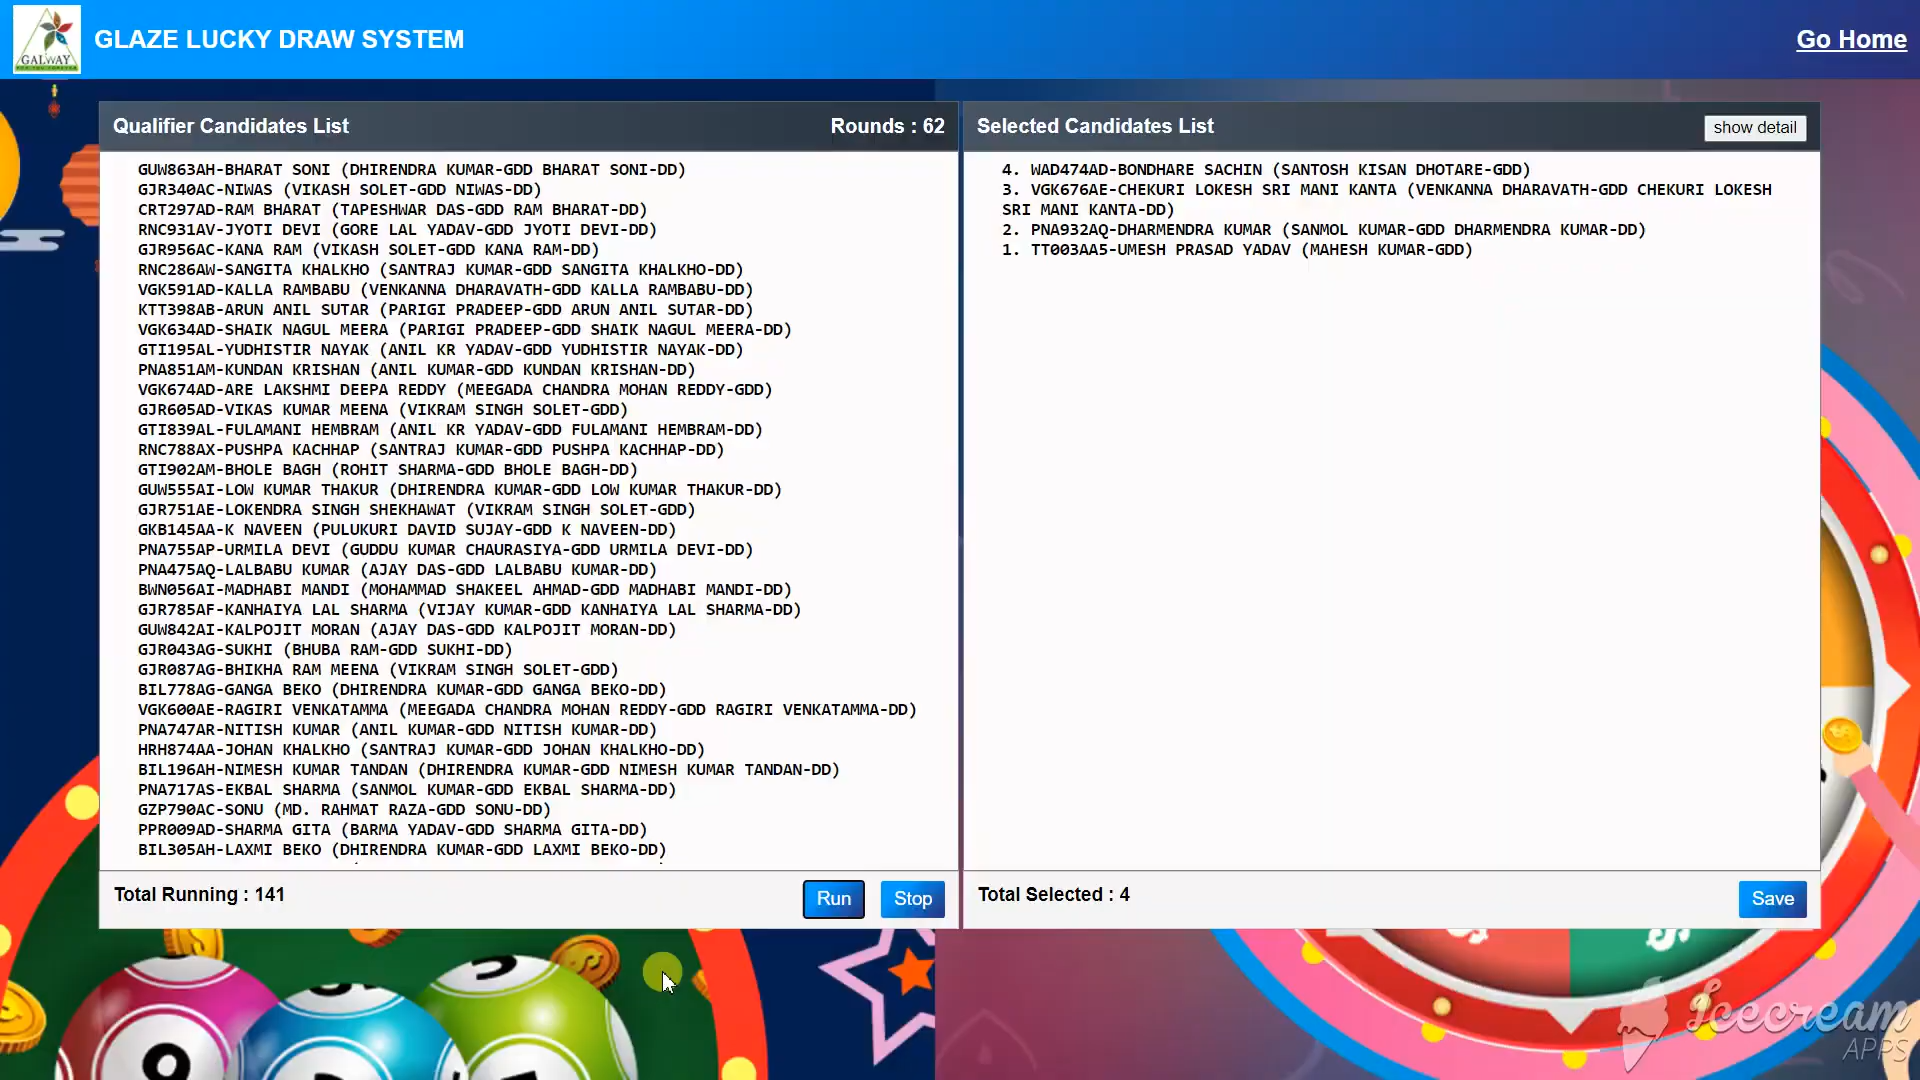 GALWAY
GLAZE LUCKY DRAW SYSTEM
Go Home
Qualifier Candidates List
Rounds : 62
GUW863AH-BHARAT SONI (DHIRENDRA KUMAR-GDD BHARAT SONI-DD)
GJR340AC-NIWAS (VIKASH SOLET-GDD NIWAS-DD)
CRT297AD-RAM BHARAT (TAPESHWAR DAS-GDD RAM BHARAT-DD)
RNC931AV-JYOTI DEVI (GORE LAL YADAV-GDD JYOTI DEVI-DD)
GJR956AC-KANA RAM (VIKASH SOLET-GDD KANA RAM-DD)
RNC286AW-SANGITA KHALKHO (SANTRAJ KUMAR-GDD SANGITA KHALKHO-DD)
VGK591AD-KALLA RAMBABU (VENKANNA DHARAVATH-GDD KALLA RAMBABU-DD)
KTT398AB-ARUN ANIL SUTAR (PARIGI PRADEEP-GDD ARUN ANIL SUTAR-DD)
VGK634AD-SHAIK NAGUL MEERA (PARIGI PRADEEP-GDD SHAIK NAGUL MEERA-DD)
GTI195AL-YUDHISTIR NAYAK (ANIL KR YADAV-GDD YUDHISTIR NAYAK-DD)
PNA851AM-KUNDAN KRISHAN (ANIL KUMAR-GDD KUNDAN KRISHAN-DD)
VGK674AD-ARE LAKSHMI DEEPA REDDY (MEEGADA CHANDRA MOHAN REDDY-GDD)
GJR605AD-VIKAS KUMAR MEENA (VIKRAM SINGH SOLET-GDD)
GTI839AL-FULAMANI HEMBRAM (ANIL KR YADAV-GDD FULAMANI HEMBRAM-DD)
RNC788AX-PUSHPA KACHHAP (SANTRAJ KUMAR-GDD PUSHPA KACHHAP-DD)
GTI902AM-BHOLE BAGH (ROHIT SHARMA-GDD BHOLE BAGH-DD)
GUW555AI-LOW KUMAR THAKUR (DHIRENDRA KUMAR-GDD LOW KUMAR THAKUR-DD)
GJR751AE-LOKENDRA SINGH SHEKHAWAT (VIKRAM SINGH SOLET-GDD)
GKB145AA-K NAVEEN (PULUKURI DAVID SUJAY-GDD K NAVEEN-DD)
PNA755AP-URMILA DEVI (GUDDU KUMAR CHAURASIYA-GDD URMILA DEVI-DD)
PNA475AQ-LALBABU KUMAR (AJAY DAS-GDD LALBABU KUMAR-DD)
BWN056AI-MADHABI MANDI (MOHAMMAD SHAKEEL AHMAD-GDD MADHABI MANDI-DD)
GJR785AF-KANHAIYA LAL SHARMA (VIJAY KUMAR-GDD KANHAIYA LAL SHARMA-DD)
GUW842AI-KALPOJIT MORAN (AJAY DAS-GDD KALPOJIT MORAN-DD)
GJR043AG-SUKHI (BHUBA RAM-GDD SUKHI-DD)
GJR087AG-BHIKHA RAM MEENA (VIKRAM SINGH SOLET-GDD)
BIL778AG-GANGA BEKO (DHIRENDRA KUMAR-GDD GANGA BEKO-DD)
VGK600AE-RAGIRI VENKATAMMA (MEEGADA CHANDRA MOHAN REDDY-GDD RAGIRI VENKATAMMA-DD)
PNA747AR-NITISH KUMAR (ANIL KUMAR-GDD NITISH KUMAR-DD)
HRH874AA-JOHAN KHALKHO (SANTRAJ KUMAR-GDD JOHAN KHALKHO-DD)
BIL196AH-NIMESH KUMAR TANDAN (DHIRENDRA KUMAR-GDD NIMESH KUMAR TANDAN-DD)
PNA717AS-EKBAL SHARMA (SANMOL KUMAR-GDD EKBAL SHARMA-DD)
GZP790AC-SONU (MD. RAHMAT RAZA-GDD SONU-DD)
PPR009AD-SHARMA GITA (BARMA YADAV-GDD SHARMA GITA-DD)
BIL305AH-LAXMI BEKO (DHIRENDRA KUMAR-GDD LAXMI BEKO-DD)
Total Running : 141
Run
Stop
Selected Candidates List
show detail
4. WAD474AD-BONDHARE SACHIN (SANTOSH KISAN DHOTARE-GDD)
3. VGK676AE-CHEKURI LOKESH SRI MANI KANTA (VENKANNA DHARAVATH-GDD CHEKURI LOKESH
SRI MANI KANTA-DD)
2. PNA932AQ-DHARMENDRA KUMAR (SANMOL KUMAR-GDD DHARMENDRA KUMAR-DD)
1. TT003AA5-UMESH PRASAD YADAV (MAHESH KUMAR-GDD)
Total Selected : 4
Save
9
Icecream
APPS